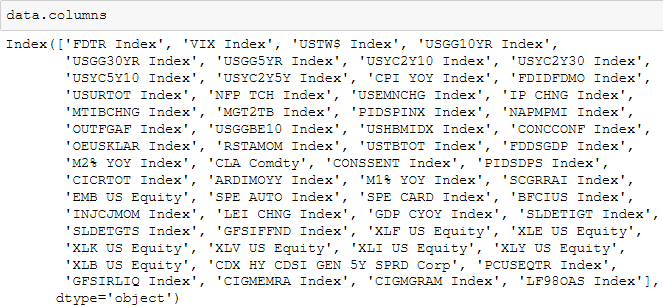 data.columns
Index(['FDTR Index', 'VIX Index', 'USTW$ Index', 'USGG10YR Index',
'USGG30YR Index', 'USGG5YR Index', 'USYC2Y10 Index', 'USYC2Y30 Index',
'USYC5Y10 Index', 'USYC2Y5Y Index', 'CPI YOY Index', 'FDIDFDMO Index',
'USURTOT Index', 'NFP TCH Index', 'USEMNCHG Index', 'IP CHNG Index',
'MTIBCHNG Index', 'MGT2TB Index', 'PIDSPINX Index', 'NAPMPMI Index',
'OUTFGAF Index', 'USGGBE10 Index', 'USHBMIDX Index', 'CONCCONF Index',
'OEUSKLAR Index', 'RSTAMOM Index', 'USTBTOT Index', 'FDDSGDP Index',
'M2% YOY Index', 'CLA Comdty', 'CONSSENT Index', 'PIDSDPS Index',
'CICRTOT Index', 'ARDIMOYY Index', 'M1% YOY Index', 'SCGRRAI Index',
'EMB US Equity', 'SPE AUTO Index', 'SPE CARD Index', 'BFCIUS Index',
'INJCJMOM Index', 'LEI CHNG Index', 'GDP CYOY Index', 'SLDETIGT Index',
'SLDETGTS Index', 'GFSIFFND Index', 'XLF US Equity', 'XLE US Equity',
'XLK US Equity', 'XLV US Equity', 'XLI US Equity', 'XLY US Equity',
'XLB US Equity', 'CDX HY CDSI GEN 5Y SPRD Corp', 'PCUSEQTR Index',
'GFSIRLIQ Index', 'CIGMEMRA Index', 'CIGMGRAM Index', 'LF98OAS Index'],
dtype='object')